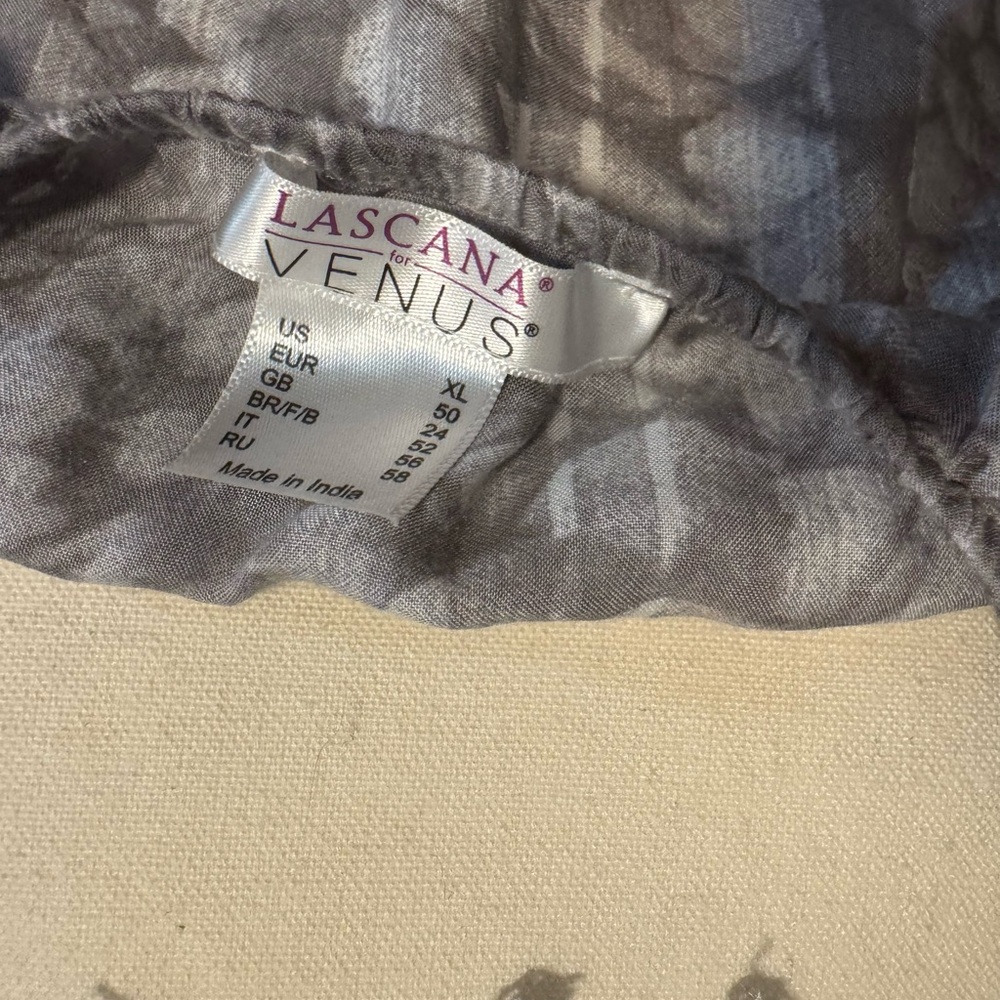 LASCANA®
for
VENUS®
US XL
EUR 50
GB 24
BR/F/B 52
IT 56
RU 58
Made in India